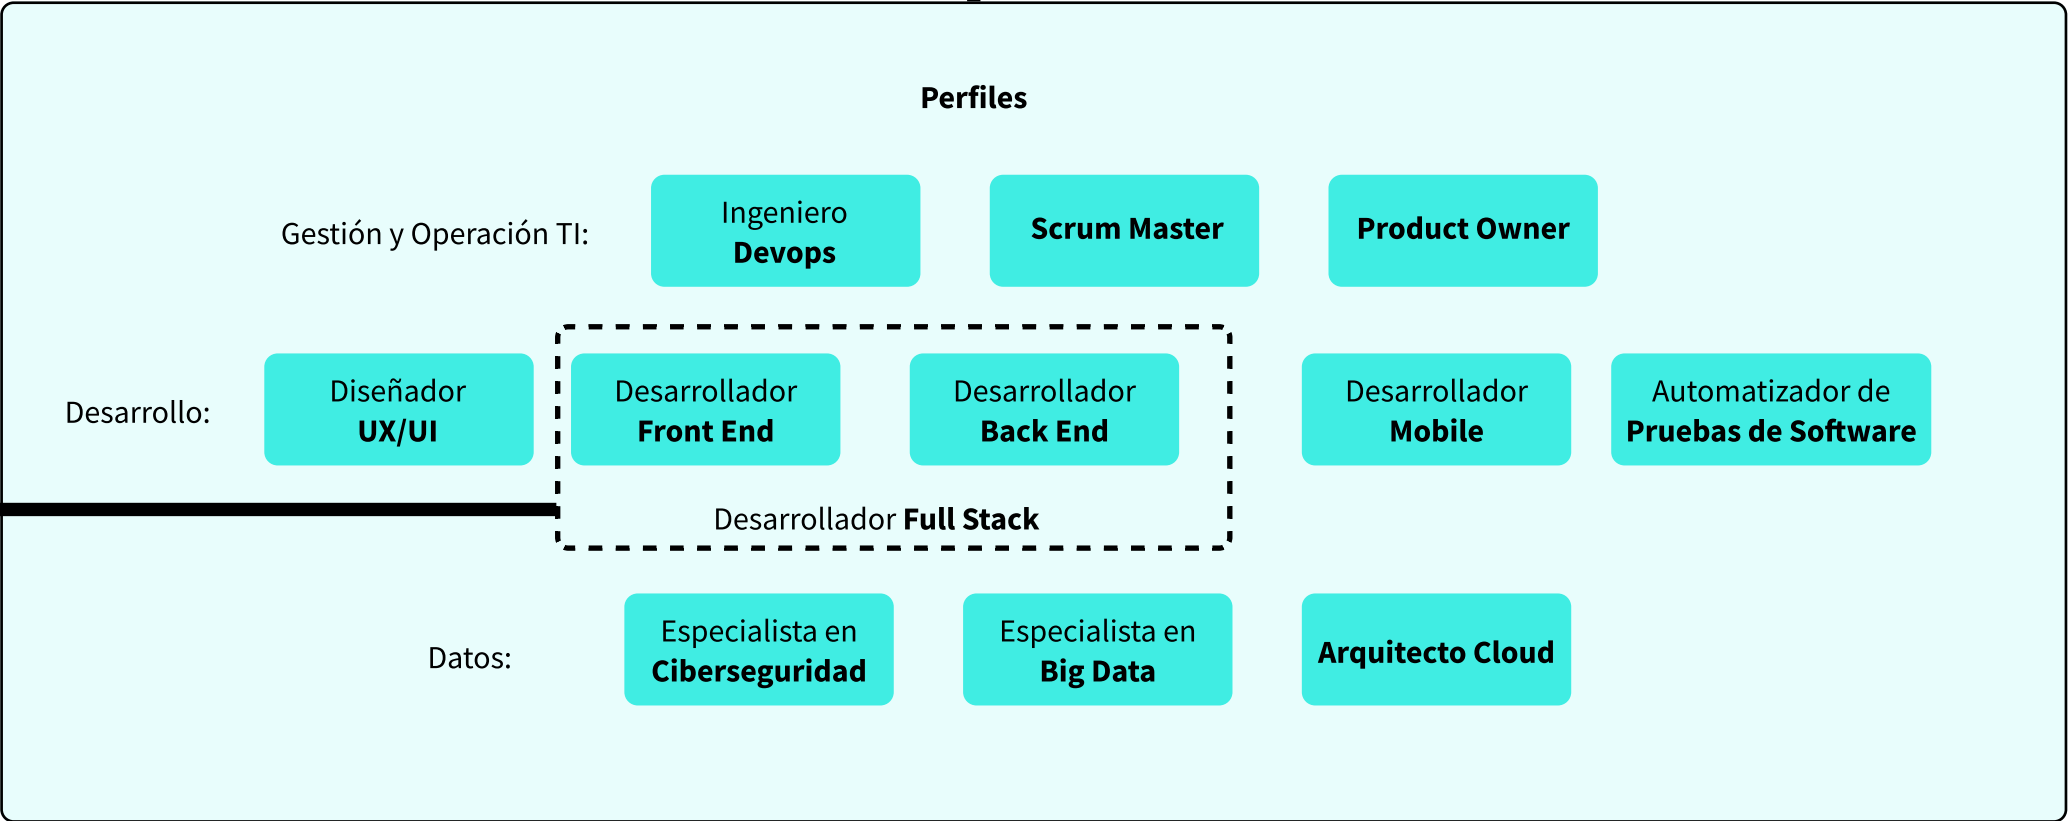 Perfiles
Gestión y Operación TI:
Ingeniero
Devops
Scrum Master
Product Owner
Desarrollo:
Diseñador
UX/UI
Desarrollador
Front End
Desarrollador
Back End
Desarrollador Full Stack
Desarrollador
Mobile
Automatizador de
Pruebas de Software
Datos:
Especialista en
Ciberseguridad
Especialista en
Big Data
Arquitecto Cloud